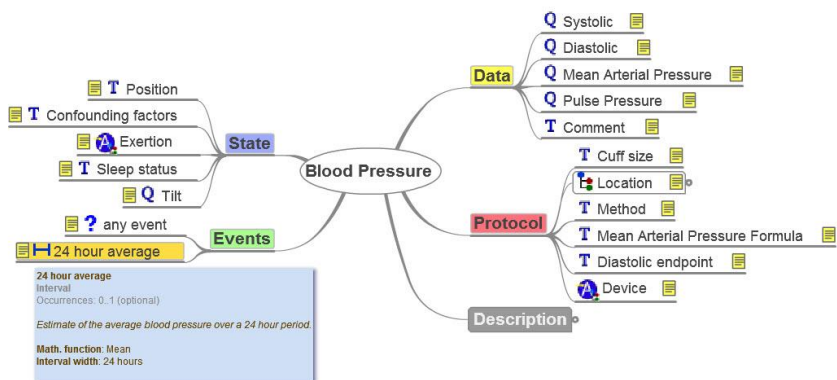 Blood Pressure
Data
Q Systolic
Q Diastolic
Q Mean Arterial Pressure
Q Pulse Pressure
T Comment
Protocol
T Cuff size
Location
T Method
T Mean Arterial Pressure Formula
T Diastolic endpoint
A Device
Description
State
T Position
T Confounding factors
A Exertion
T Sleep status
Q Tilt
Events
? any event
24 hour average
24 hour average
Interval
Occurrences: 0..1 (optional)
Estimate of the average blood pressure over a 24 hour period.
Math. function: Mean
Interval width: 24 hours